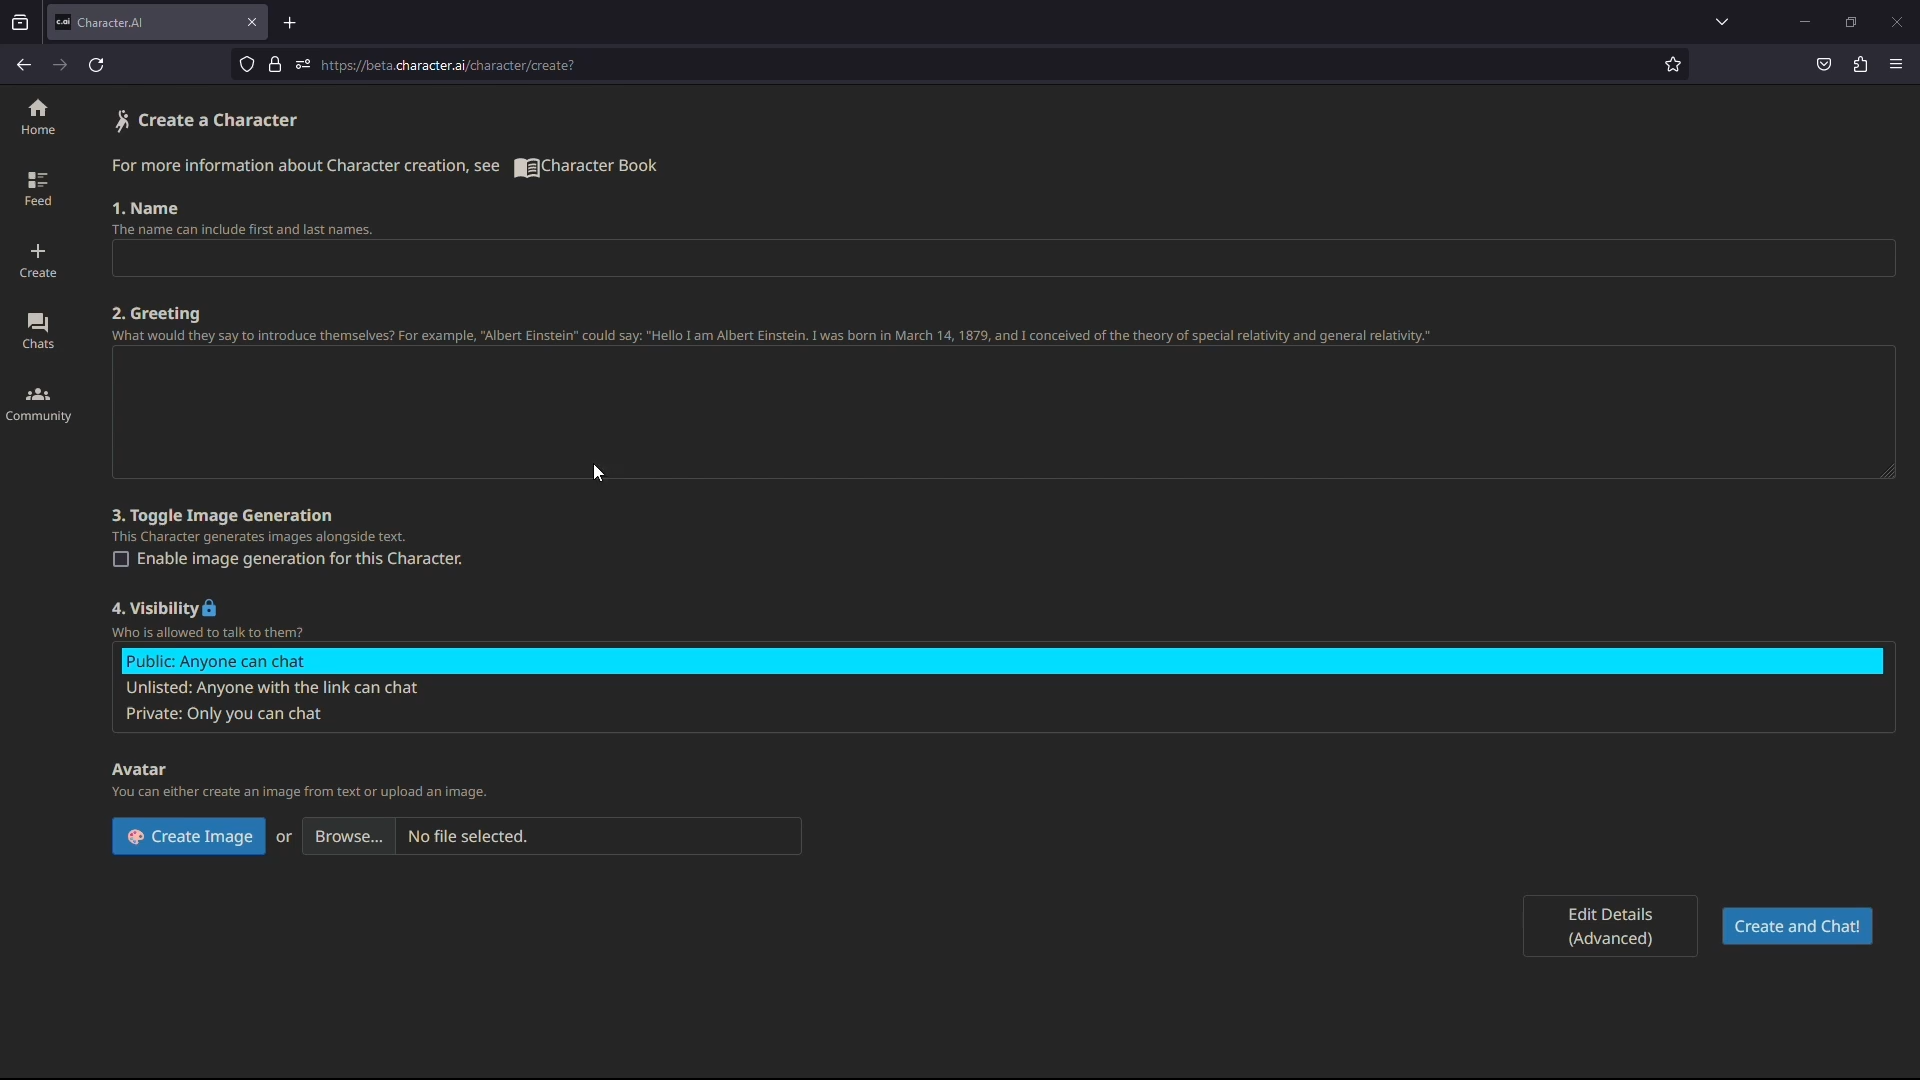 c.ai Character.AI
https://beta.character.ai/character/create?
Home
Feed
Create
Chats
Community
Create a Character
For more information about Character creation, see Character Book
1. Name
The name can include first and last names.
2. Greeting
What would they say to introduce themselves? For example, "Albert Einstein" could say: "Hello I am Albert Einstein. I was born in March 14, 1879, and I conceived of the theory of special relativity and general relativity."
3. Toggle Image Generation
This Character generates images alongside text.
Enable image generation for this Character.
4. Visibility
Who is allowed to talk to them?
Public: Anyone can chat
Unlisted: Anyone with the link can chat
Private: Only you can chat
Avatar
You can either create an image from text or upload an image.
Create Image or Browse... No file selected.
Edit Details
(Advanced)
Create and Chat!